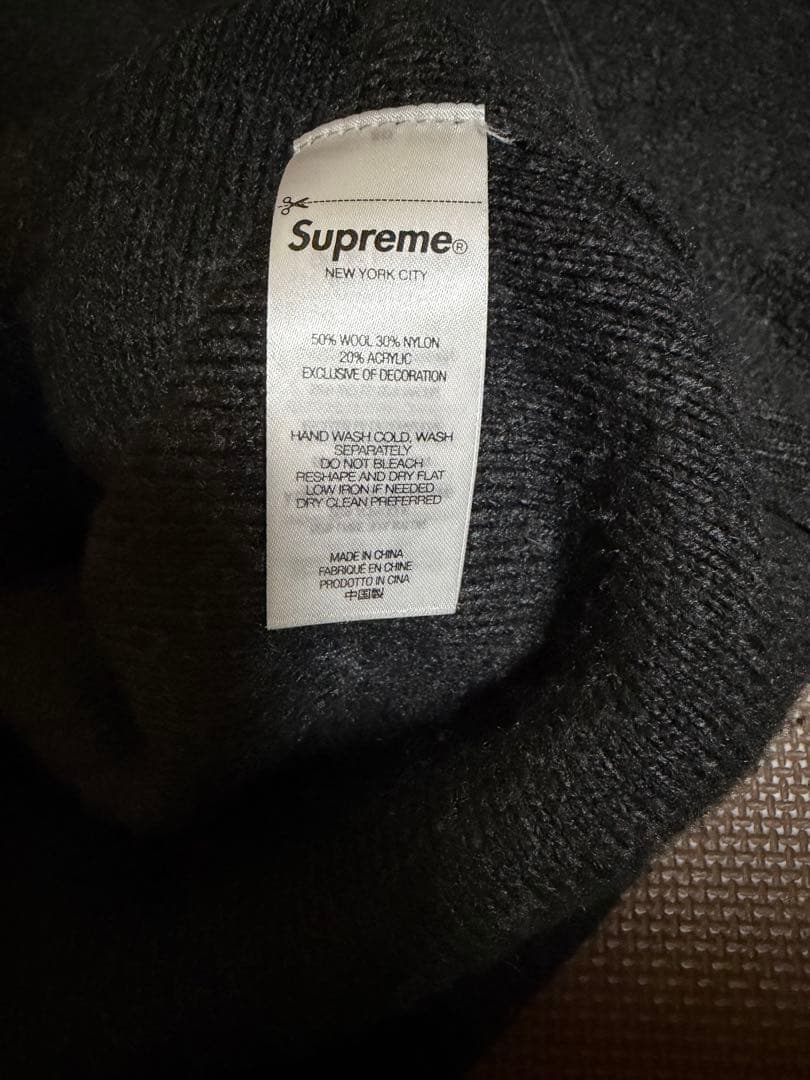 Supreme®
NEW YORK CITY
50% WOOL 30% NYLON
20% ACRYLIC
EXCLUSIVE OF DECORATION
HAND WASH COLD, WASH
SEPARATELY
DO NOT BLEACH
RESHAPE AND DRY FLAT
LOW IRON IF NEEDED
DRY CLEAN PREFERRED
MADE IN CHINA
FABRIQUÉ EN CHINE
PRODOTTO IN CINA
中国製